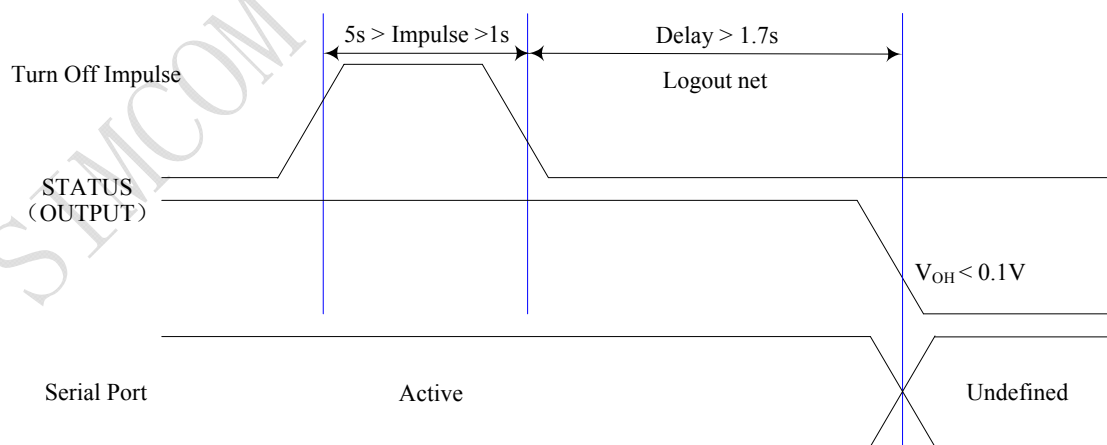 5s > Impulse >1s
Delay > 1.7s
Turn Off Impulse
Logout net
STATUS
（OUTPUT）
VOH < 0.1V
Serial Port
Active
Undefined
SIMCOM